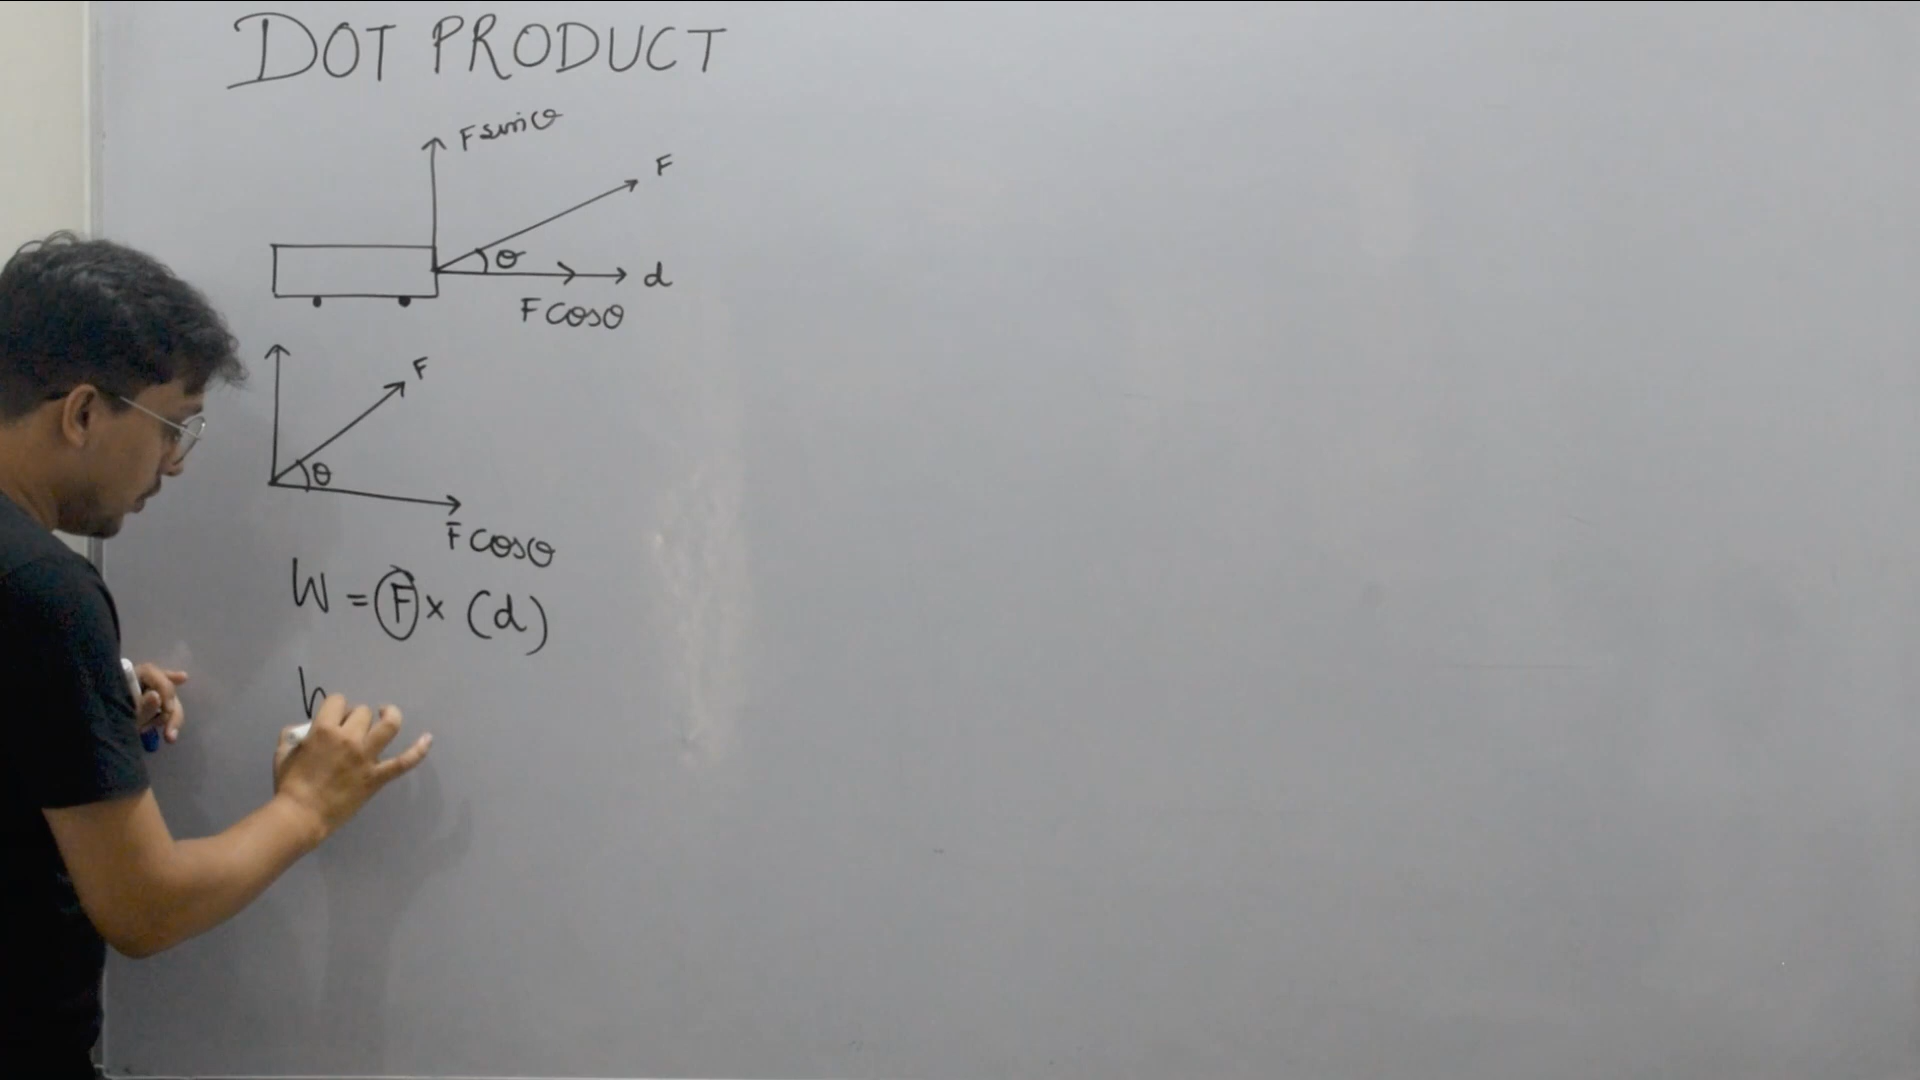 DOT PRODUCT
F sinθ
F
θ
d
F cosθ
F
θ
F cosθ
W = F × (d)